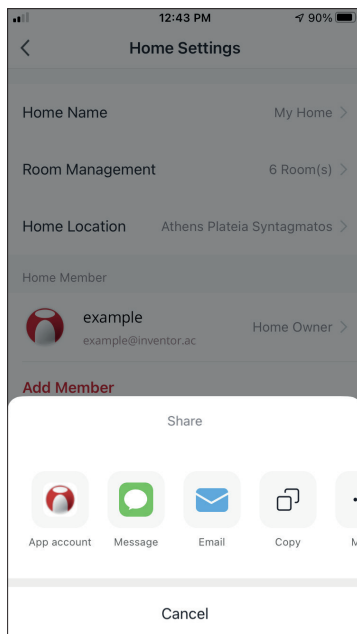 12:43 PM 90%
Home Settings
Home Name My Home
Room Management 6 Room(s)
Home Location Athens Plateia Syntagmatos
Home Member
example
example@inventor.ac
Home Owner
Add Member
Share
App account Message Email Copy
Cancel